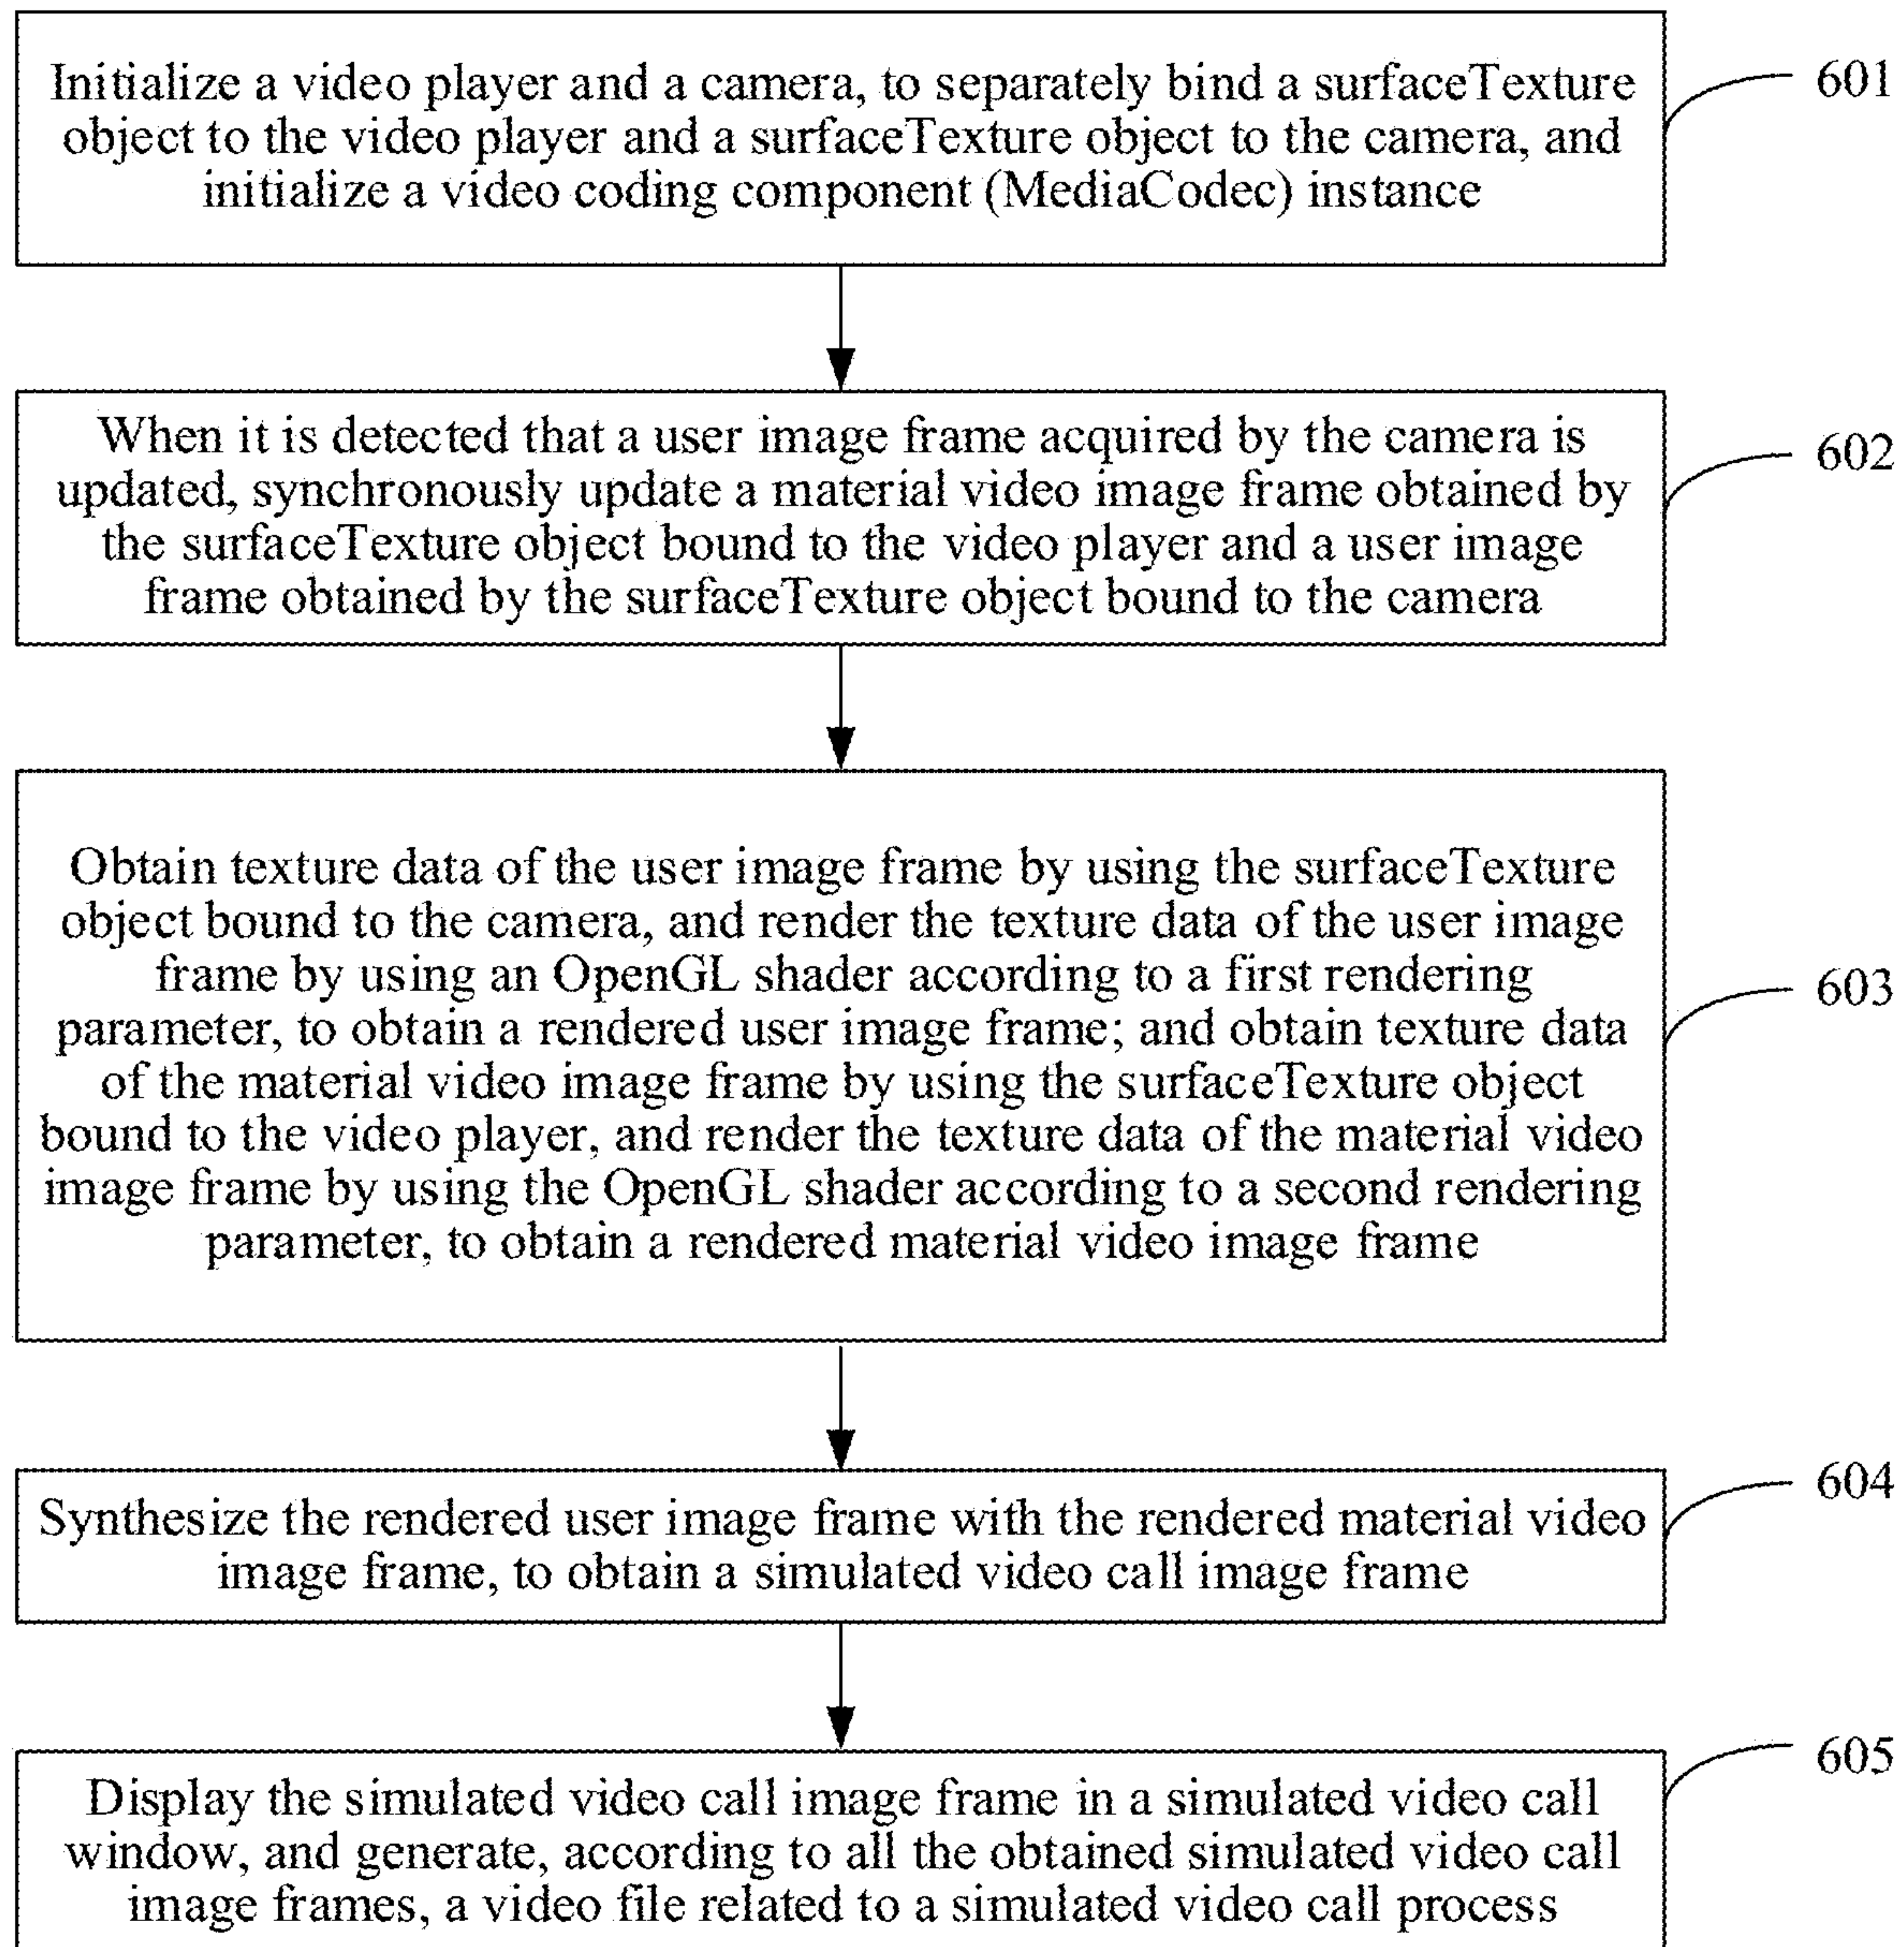 Initialize a video player and a camera, to separately bind a surfaceTexture
object to the video player and a surfaceTexture object to the camera, and
initialize a video coding component (MediaCodec) instance
601
When it is detected that a user image frame acquired by the camera is
updated, synchronously update a material video image frame obtained by
the surfaceTexture object bound to the video player and a user image
frame obtained by the surfaceTexture object bound to the camera
602
Obtain texture data of the user image frame by using the surfaceTexture
object bound to the camera, and render the texture data of the user image
frame by using an OpenGL shader according to a first rendering
parameter, to obtain a rendered user image frame; and obtain texture data
of the material video image frame by using the surfaceTexture object
bound to the video player, and render the texture data of the material video
image frame by using the OpenGL shader according to a second rendering
parameter, to obtain a rendered material video image frame
603
Synthesize the rendered user image frame with the rendered material video
image frame, to obtain a simulated video call image frame
604
Display the simulated video call image frame in a simulated video call
window, and generate, according to all the obtained simulated video call
image frames, a video file related to a simulated video call process
605